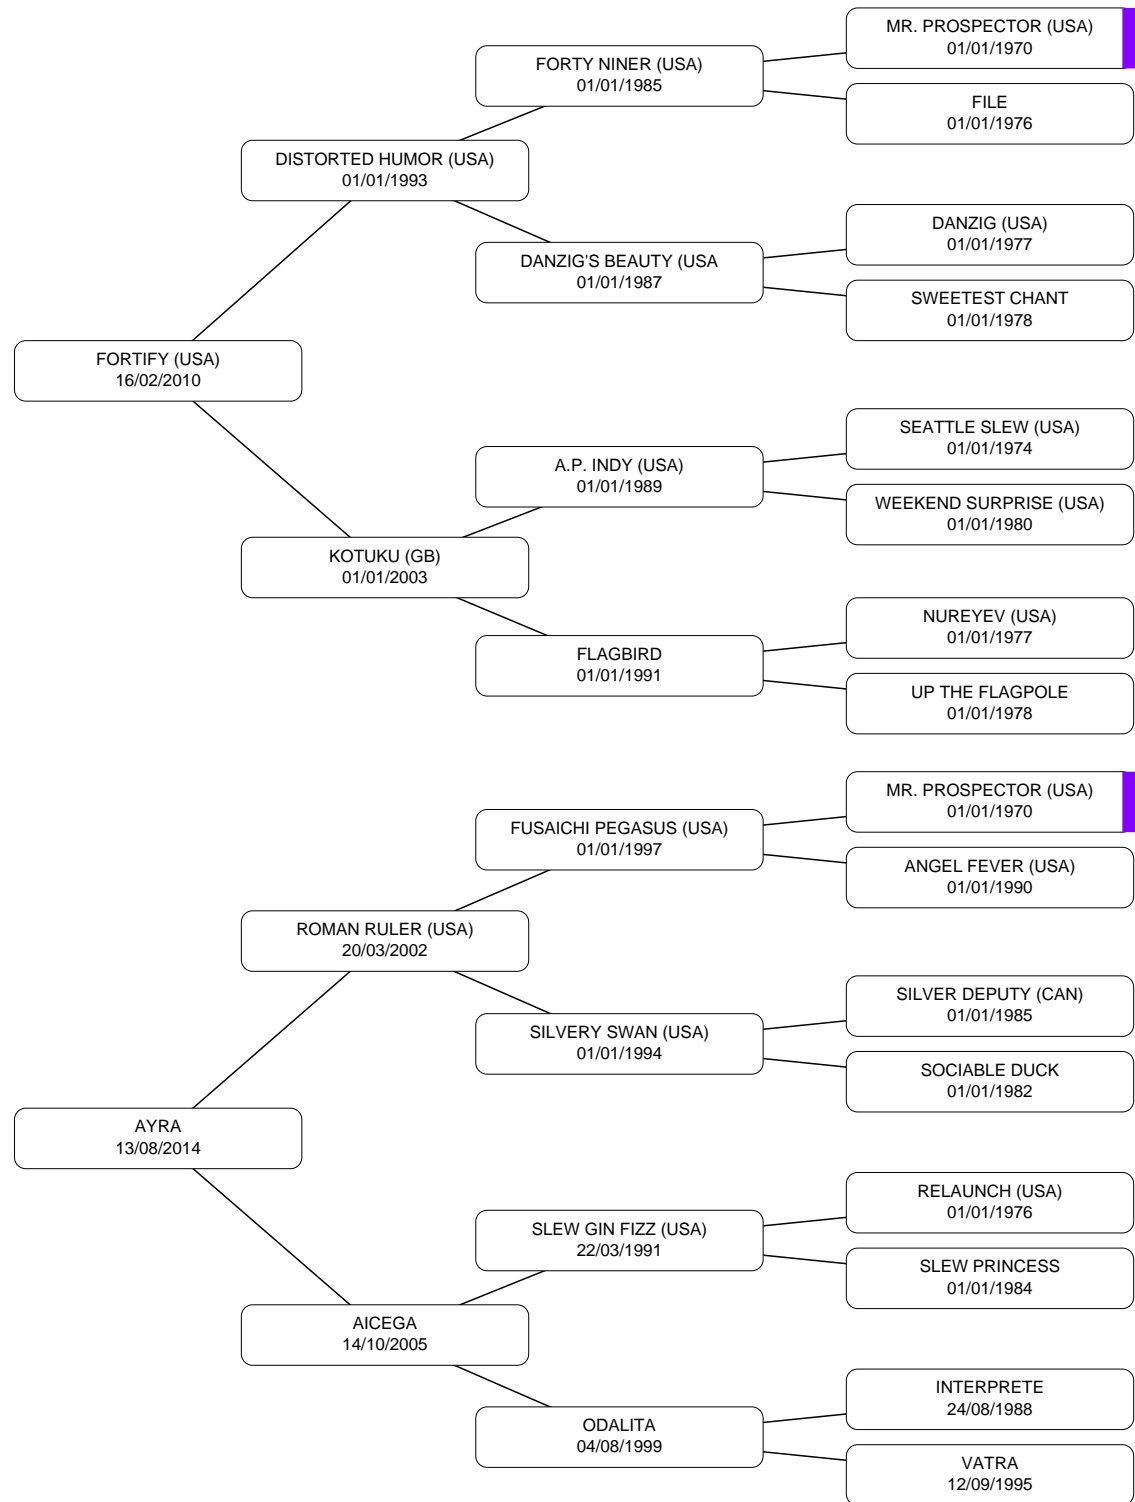 MR. PROSPECTOR (USA)
01/01/1970
FORTY NINER (USA)
01/01/1985
FILE
01/01/1976
DISTORTED HUMOR (USA)
01/01/1993
DANZIG (USA)
01/01/1977
DANZIG'S BEAUTY (USA
01/01/1987
SWEETEST CHANT
01/01/1978
FORTIFY (USA)
16/02/2010
SEATTLE SLEW (USA)
01/01/1974
A.P. INDY (USA)
01/01/1989
WEEKEND SURPRISE (USA)
01/01/1980
KOTUKU (GB)
01/01/2003
NUREYEV (USA)
01/01/1977
FLAGBIRD
01/01/1991
UP THE FLAGPOLE
01/01/1978
MR. PROSPECTOR (USA)
01/01/1970
FUSAICHI PEGASUS (USA)
01/01/1997
ANGEL FEVER (USA)
01/01/1990
ROMAN RULER (USA)
20/03/2002
SILVER DEPUTY (CAN)
01/01/1985
SILVERY SWAN (USA)
01/01/1994
SOCIABLE DUCK
01/01/1982
AYRA
13/08/2014
RELAUNCH (USA)
01/01/1976
SLEW GIN FIZZ (USA)
22/03/1991
SLEW PRINCESS
01/01/1984
AICEGA
14/10/2005
INTERPRETE
24/08/1988
ODALITA
04/08/1999
VATRA
12/09/1995